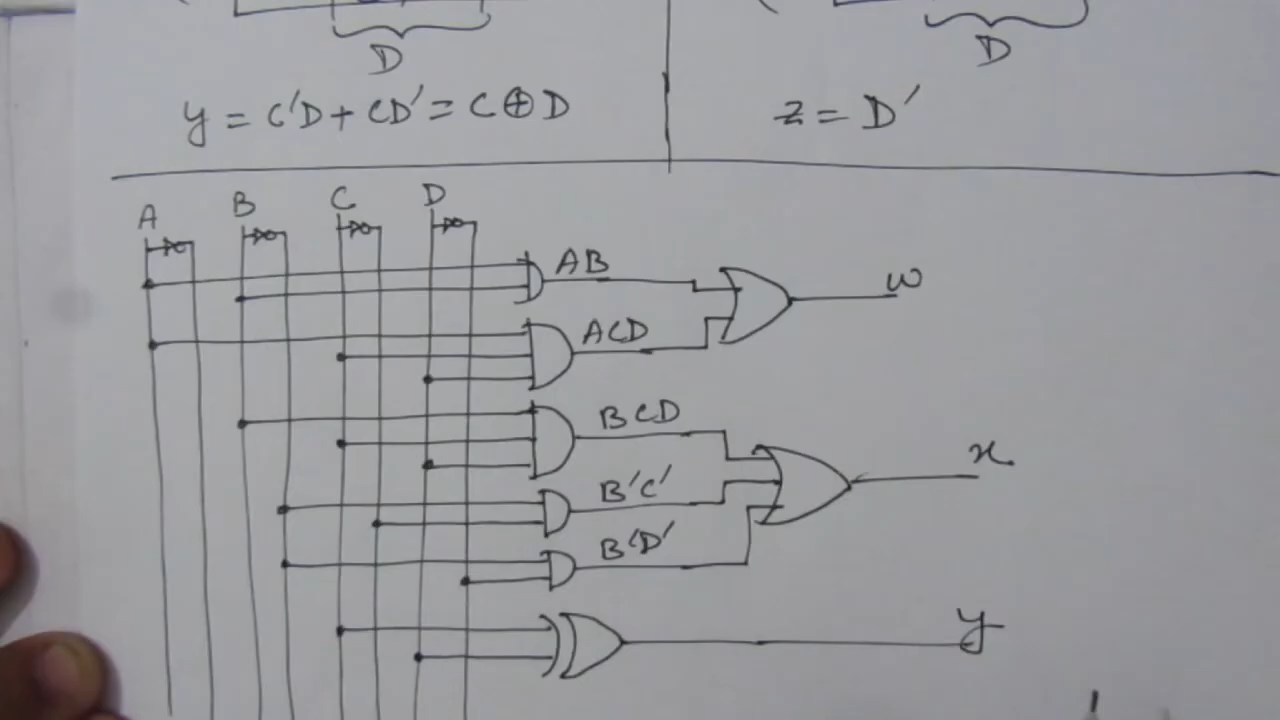 D
D
y = C'D + CD' = C ⊕ D
z = D'
A B C D
AB
w
ACD
BCD
x
B'C'
B'D'
y